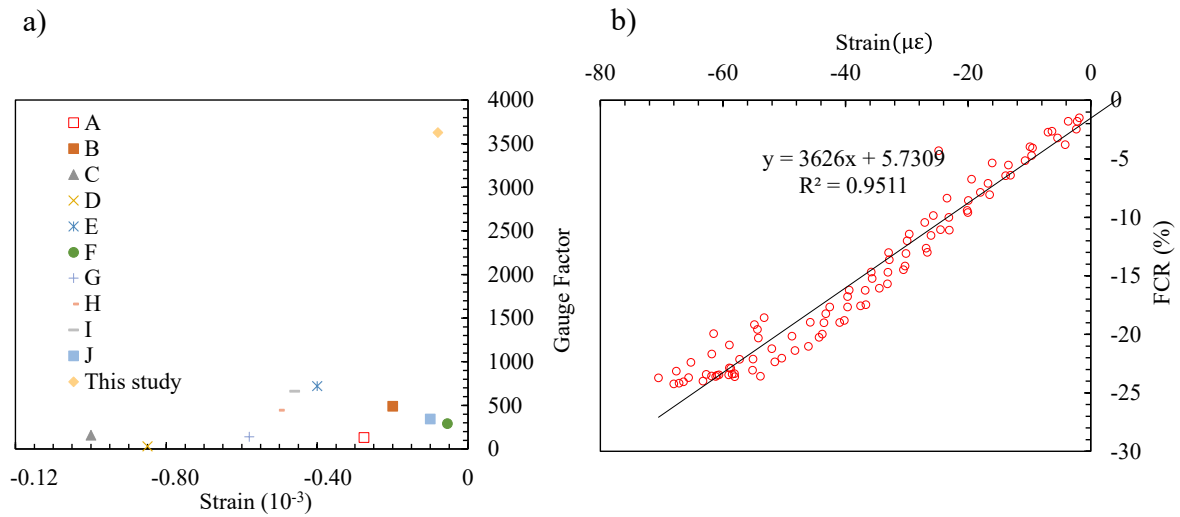 a)
4000
3500
3000
2500
2000
1500
1000
500
0
Gauge Factor
A
B
C
D
E
F
G
H
I
J
This study
-0.12
-0.80
-0.40
0
Strain (10-3)
b)
Strain(με)
-80
-60
-40
-20
0
0
-5
-10
-15
-20
-25
-30
FCR (%)
y = 3626x + 5.7309
R² = 0.9511